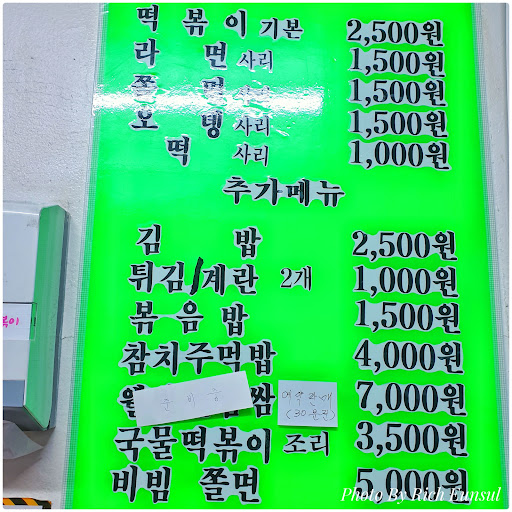 떡볶이 기본 2,500원
라면 사리 1,500원
쫄면 사리 1,500원
오뎅 사리 1,500원
떡 사리 1,000원
추가메뉴
김밥 2,500원
튀김/계란 2개 1,000원
볶음밥 1,500원
참치주먹밥 4,000원
쌈 7,000원
국물떡볶이 조리 3,500원
비빔 쫄면 5,000원
볶이
Photo By Rich Eunsul